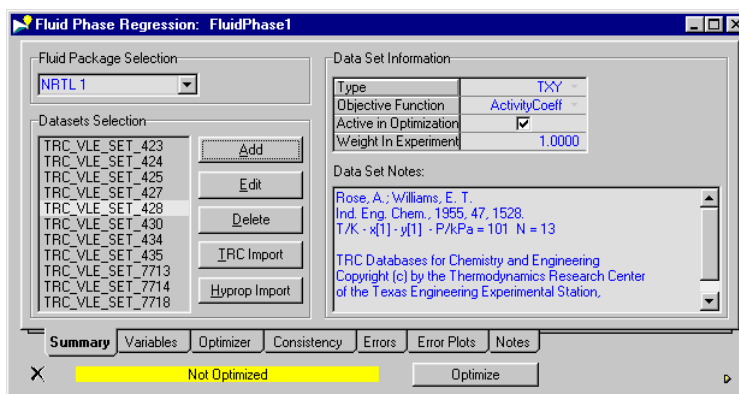 Fluid Phase Regression: FluidPhase1
Fluid Package Selection
NRTL 1
Datasets Selection
TRC_VLE_SET_423
TRC_VLE_SET_424
TRC_VLE_SET_425
TRC_VLE_SET_427
TRC_VLE_SET_428
TRC_VLE_SET_430
TRC_VLE_SET_434
TRC_VLE_SET_435
TRC_VLE_SET_7713
TRC_VLE_SET_7714
TRC_VLE_SET_7718
Add
Edit
Delete
TRC Import
Hyprop Import
Data Set Information
Type TXY
Objective Function ActivityCoeff
Active in Optimization
Weight In Experiment 1.0000
Data Set Notes:
Rose, A.; Williams, E. T.
Ind. Eng. Chem., 1955, 47, 1528.
T/K - x[1] - y[1] - P/kPa = 101 N = 13
TRC Databases for Chemistry and Engineering
Copyright (c) by the Thermodynamics Research Center
of the Texas Engineering Experimental Station,
Summary Variables Optimizer Consistency Errors Error Plots Notes
Not Optimized Optimize